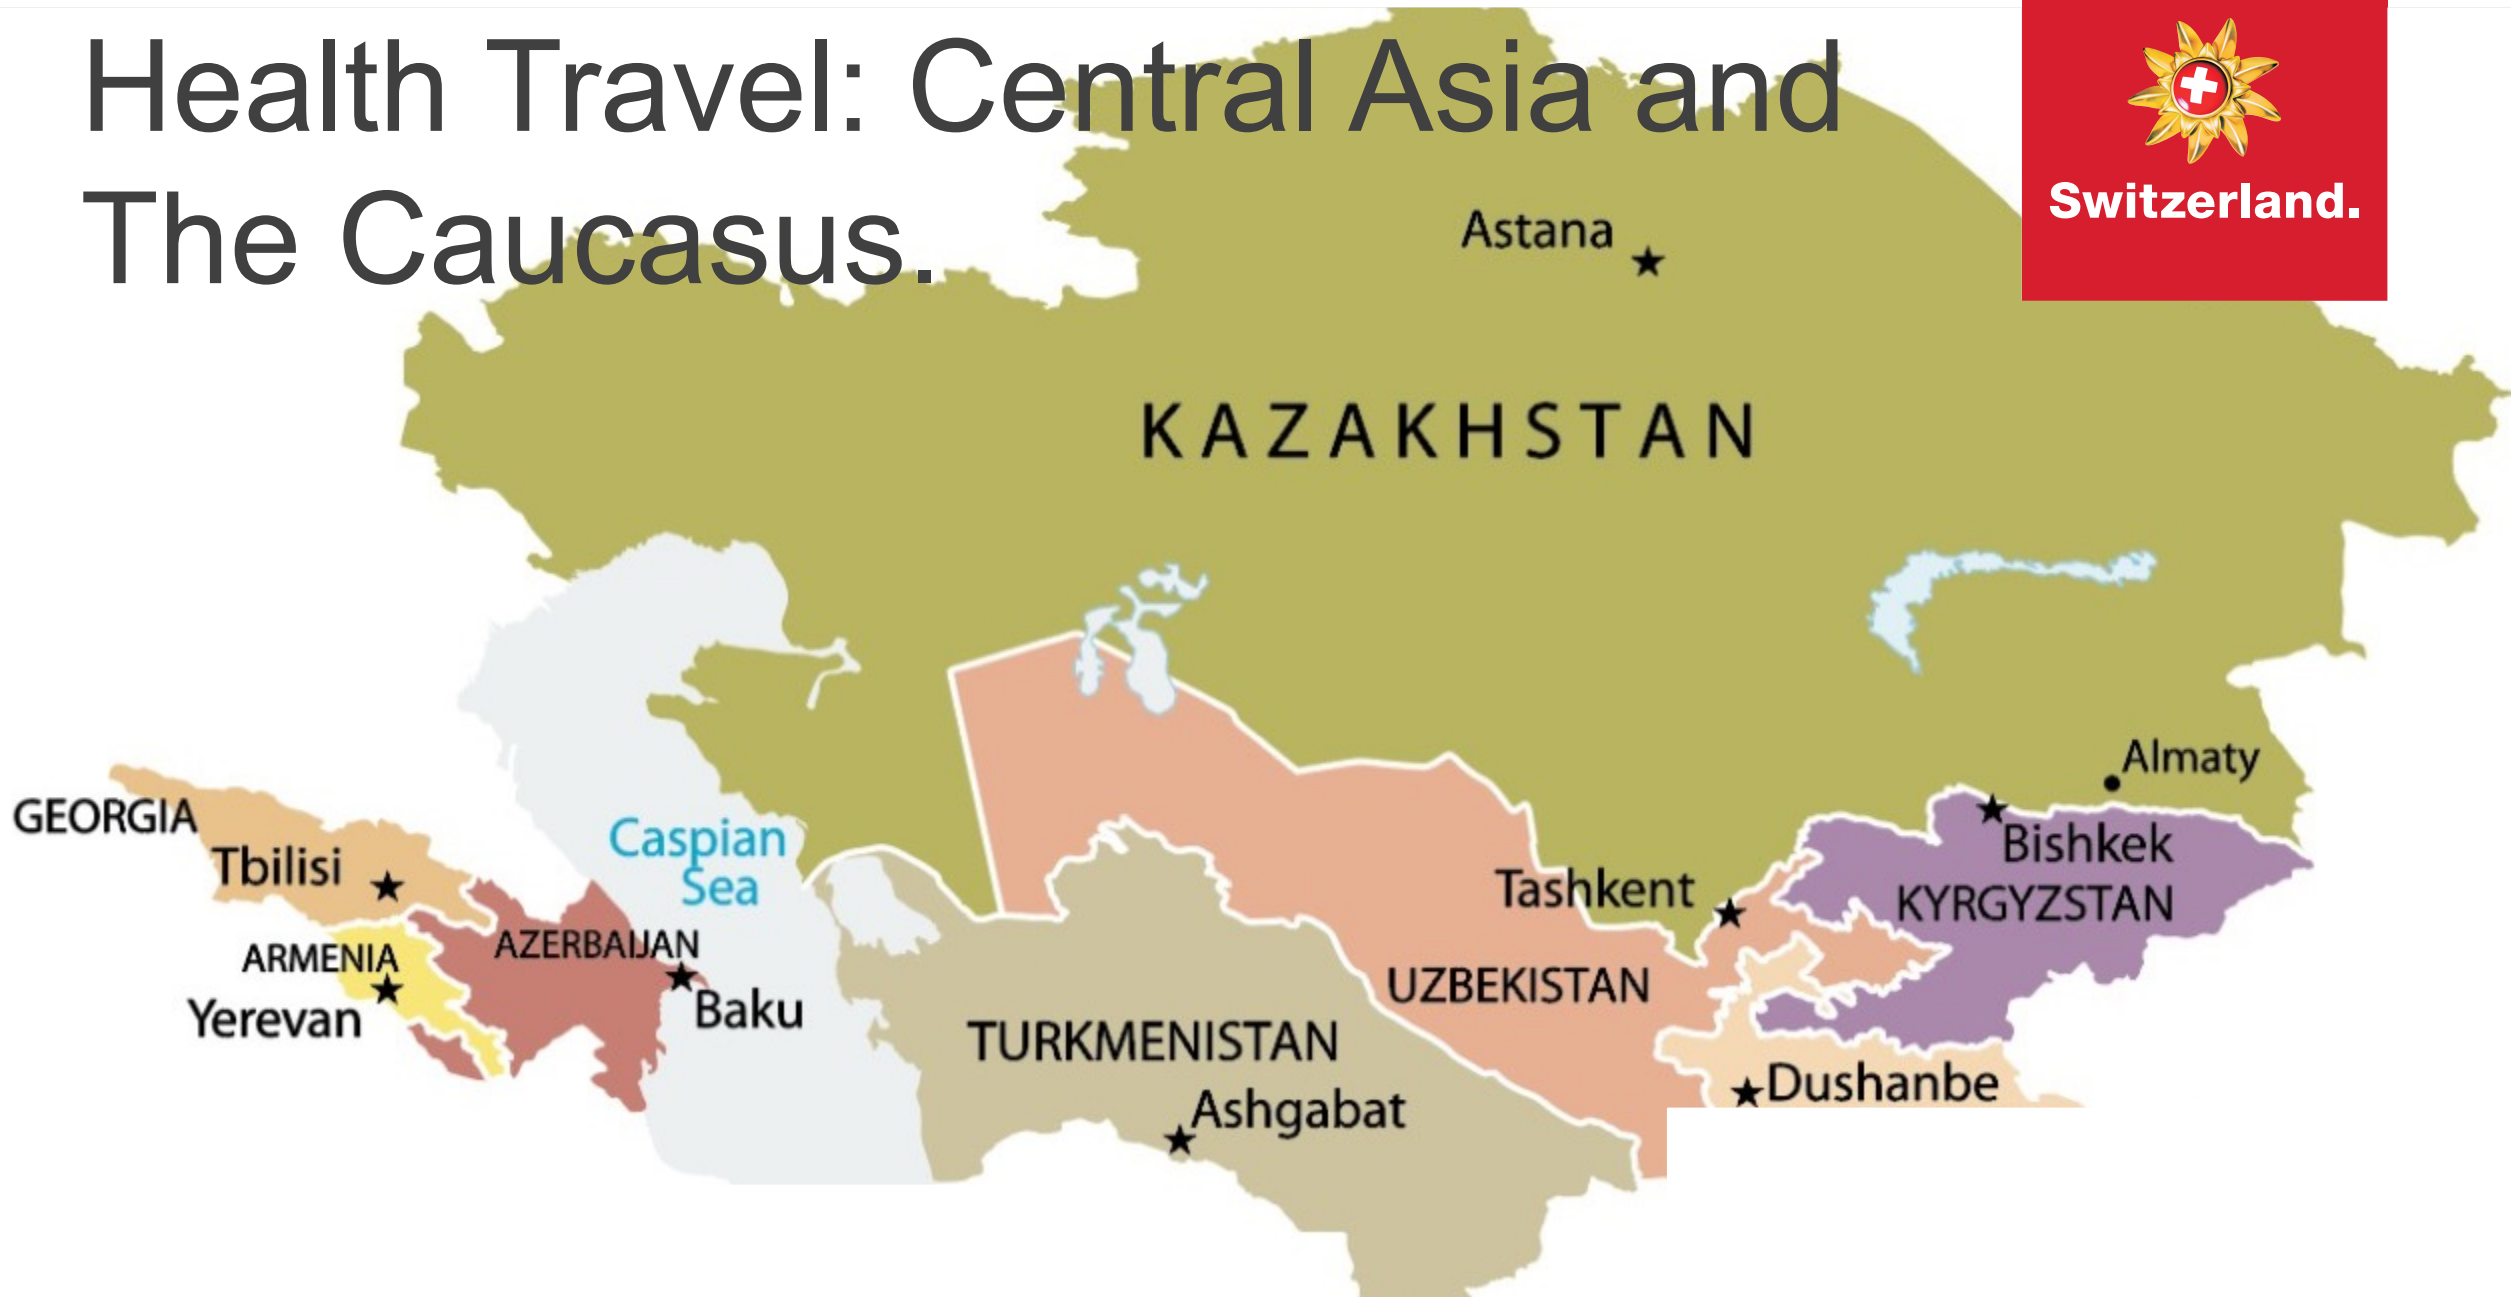 Health Travel: Central Asia and
The Caucasus.
Switzerland.
Astana
KAZAKHSTAN
Almaty
GEORGIA
Tbilisi
Caspian
Sea
Bishkek
KYRGYZSTAN
Tashkent
ARMENIA
AZERBAIJAN
Yerevan
Baku
UZBEKISTAN
TURKMENISTAN
Ashgabat
Dushanbe